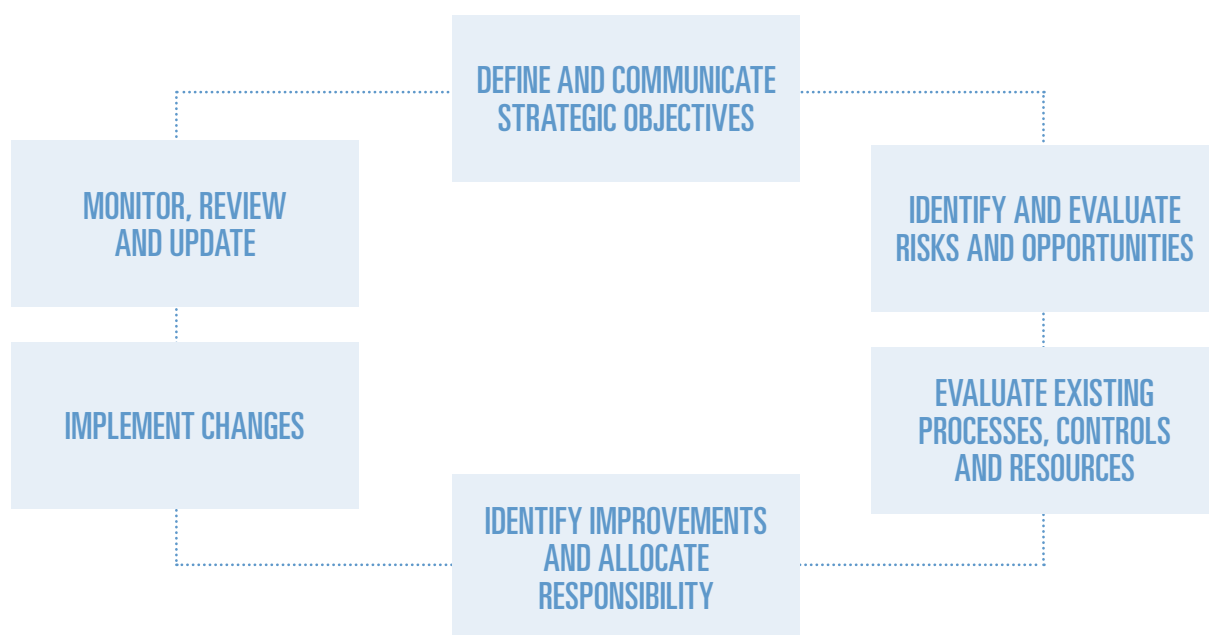 DEFINE AND COMMUNICATE
STRATEGIC OBJECTIVES
MONITOR, REVIEW
AND UPDATE
IDENTIFY AND EVALUATE
RISKS AND OPPORTUNITIES
IMPLEMENT CHANGES
EVALUATE EXISTING
PROCESSES, CONTROLS
AND RESOURCES
IDENTIFY IMPROVEMENTS
AND ALLOCATE
RESPONSIBILITY